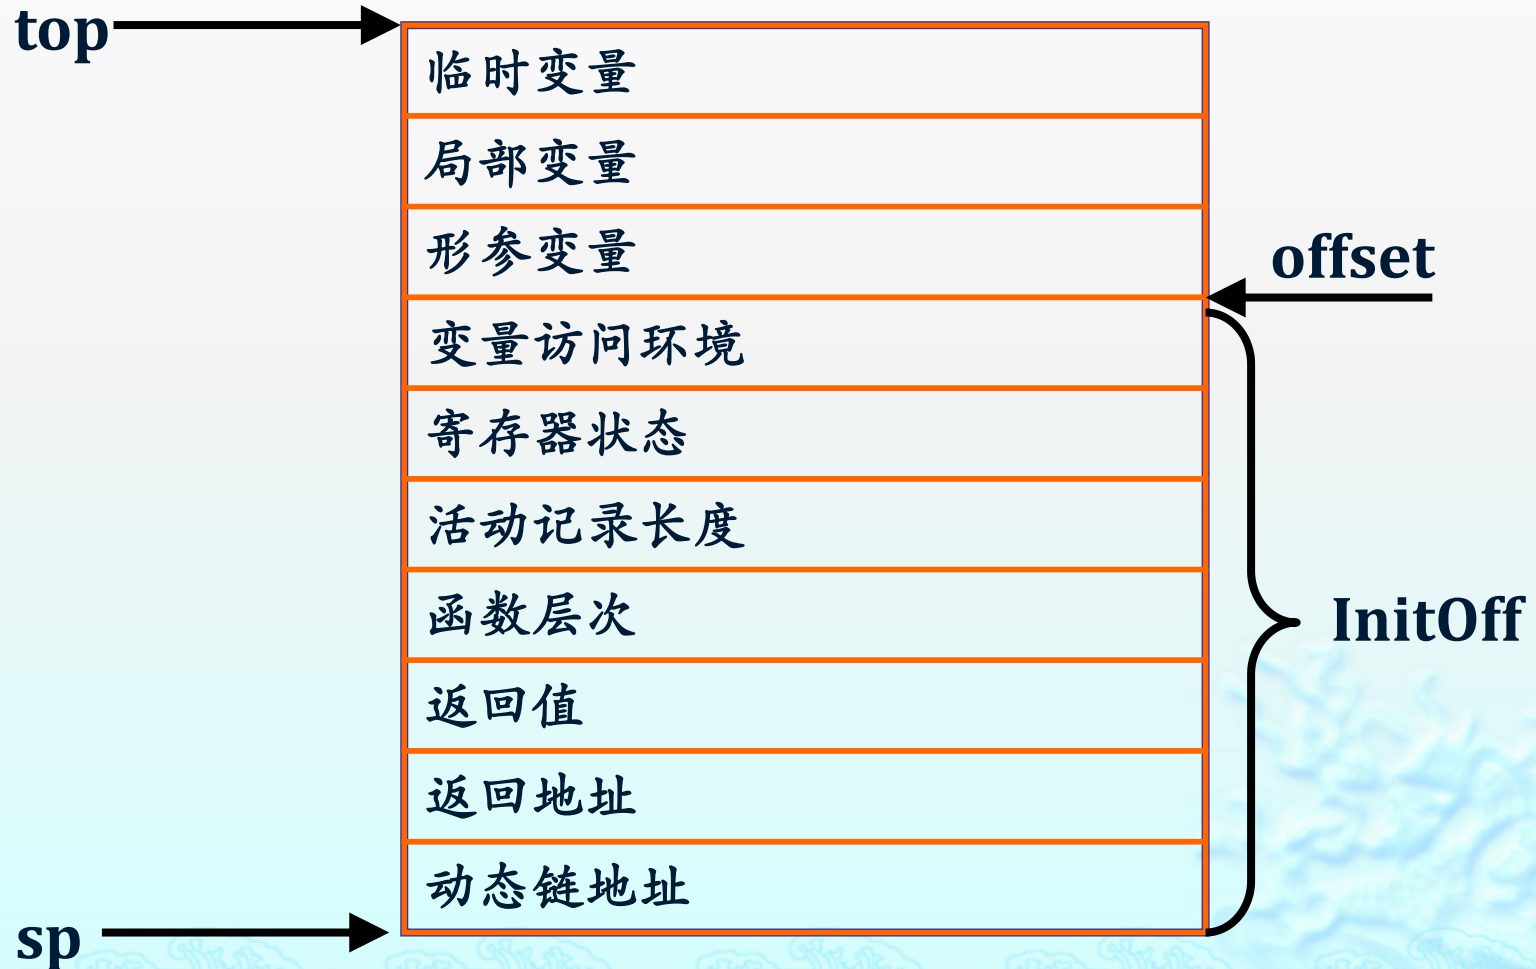 top
临时变量
局部变量
形参变量
offset
变量访问环境
寄存器状态
活动记录长度
函数层次
InitOff
返回值
返回地址
动态链地址
sp